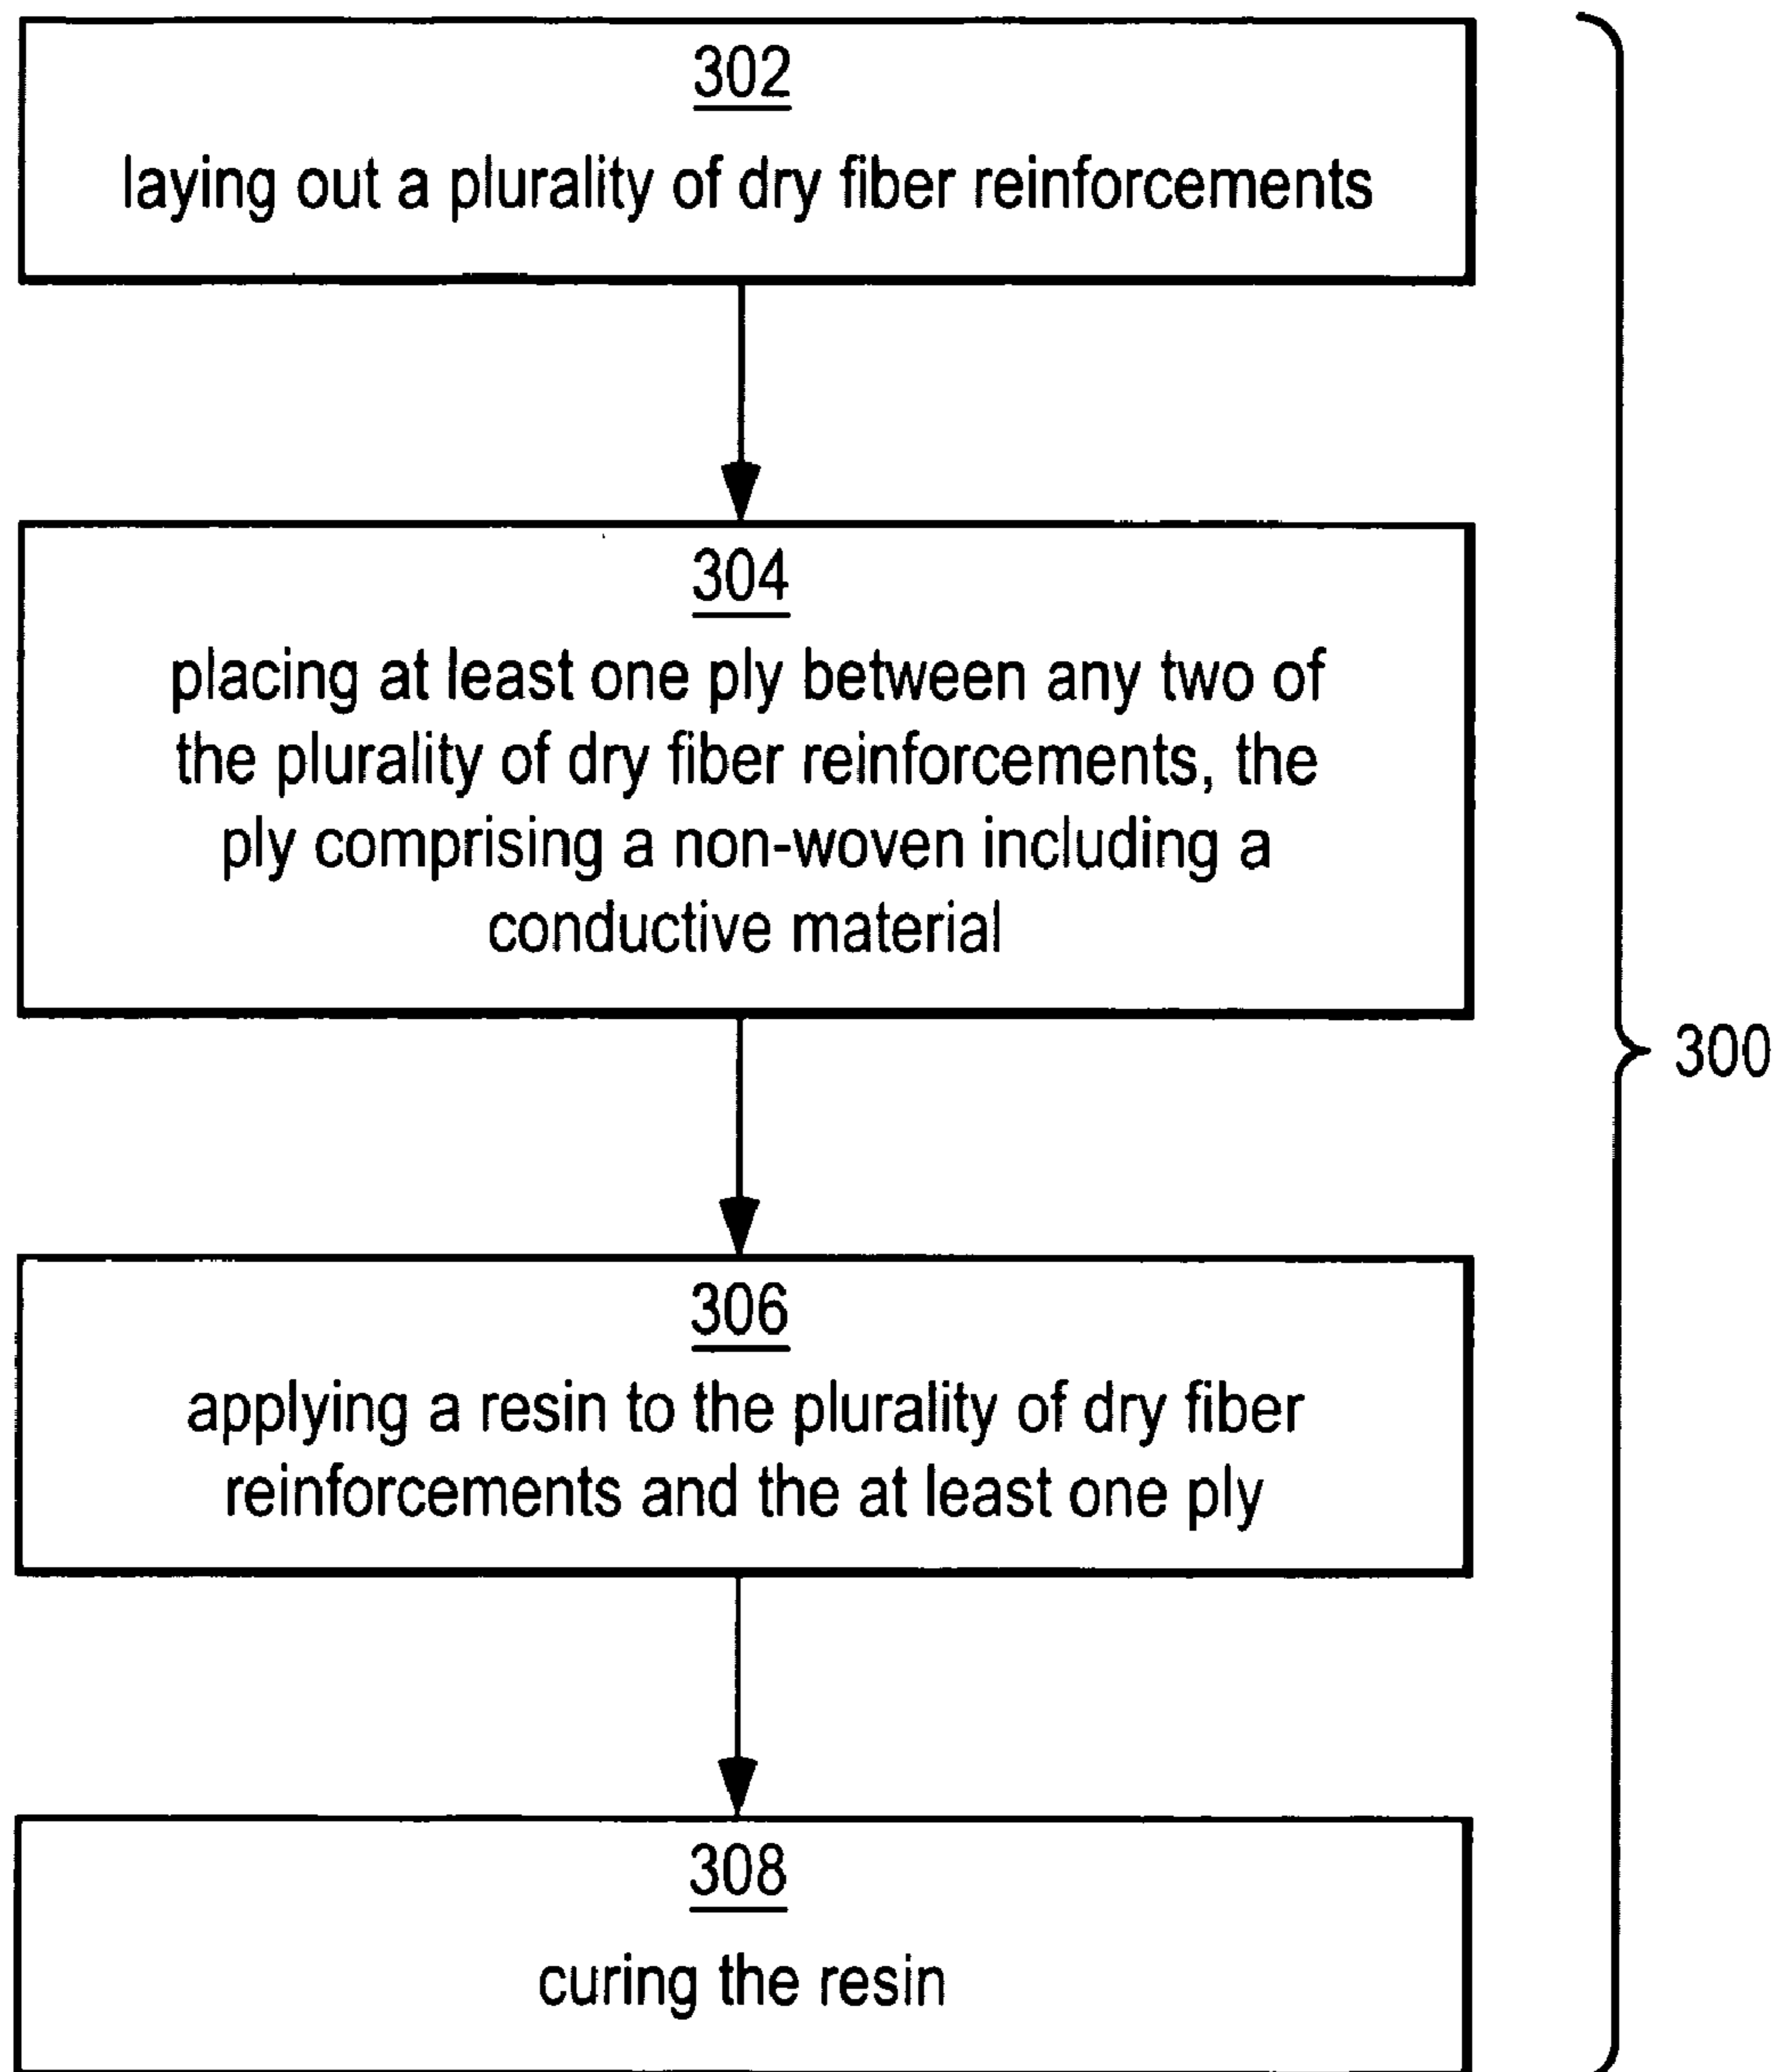 302
laying out a plurality of dry fiber reinforcements
304
placing at least one ply between any two of
the plurality of dry fiber reinforcements, the
ply comprising a non-woven including a
conductive material
300
306
applying a resin to the plurality of dry fiber
reinforcements and the at least one ply
308
curing the resin